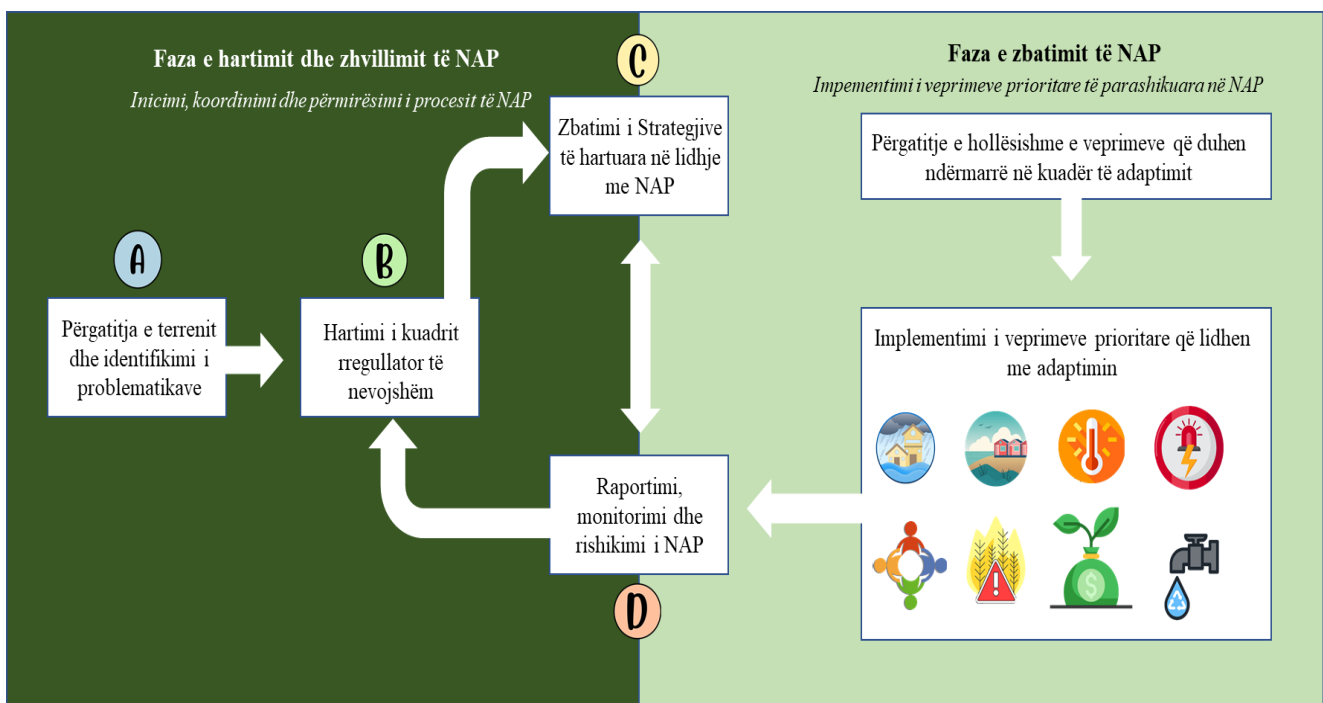 Faza e hartimit dhe zhvillimit të NAP
Inicimi, koordinimi dhe përmirësimi i procesit të NAP
A
Përgatitja e terrenit
dhe identifikimi i
problematikave
B
Hartimi i kuadrit
rregullator të
nevojshëm
C
Zbatimi i Strategjive
të hartuara në lidhje
me NAP
Raportimi,
monitorimi dhe
rishikimi i NAP
D
Faza e zbatimit të NAP
Impementimi i veprimeve prioritare të parashikuara në NAP
Përgatitje e hollësishme e veprimeve që duhen
ndërmarrë në kuadër të adaptimit
Implementimi i veprimeve prioritare që lidhen
me adaptimin
$